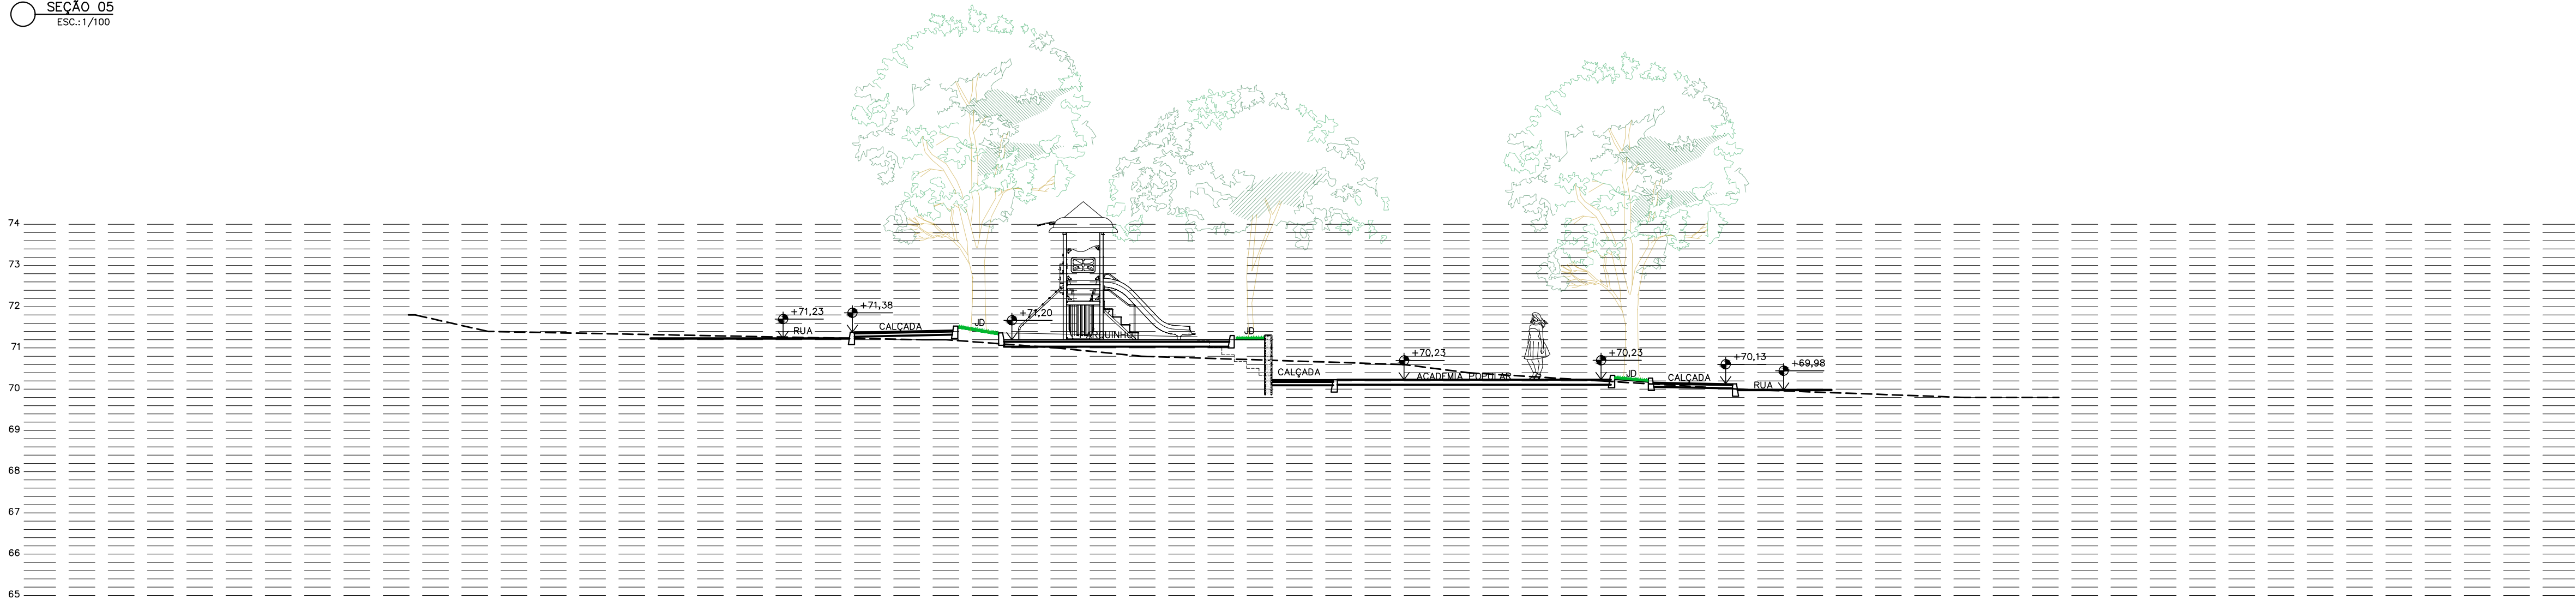 SEÇÃO 05
ESC.:1/100
74
73
72
71
70
69
68
67
66
65
+71,23
RUA
+71,38
CALÇADA
JD
+71,20
PARQUINHO
JD
CALÇADA
+70,23
ACADEMIA POPULAR
+70,23
JD
CALÇADA
+70,13
RUA
+69,98